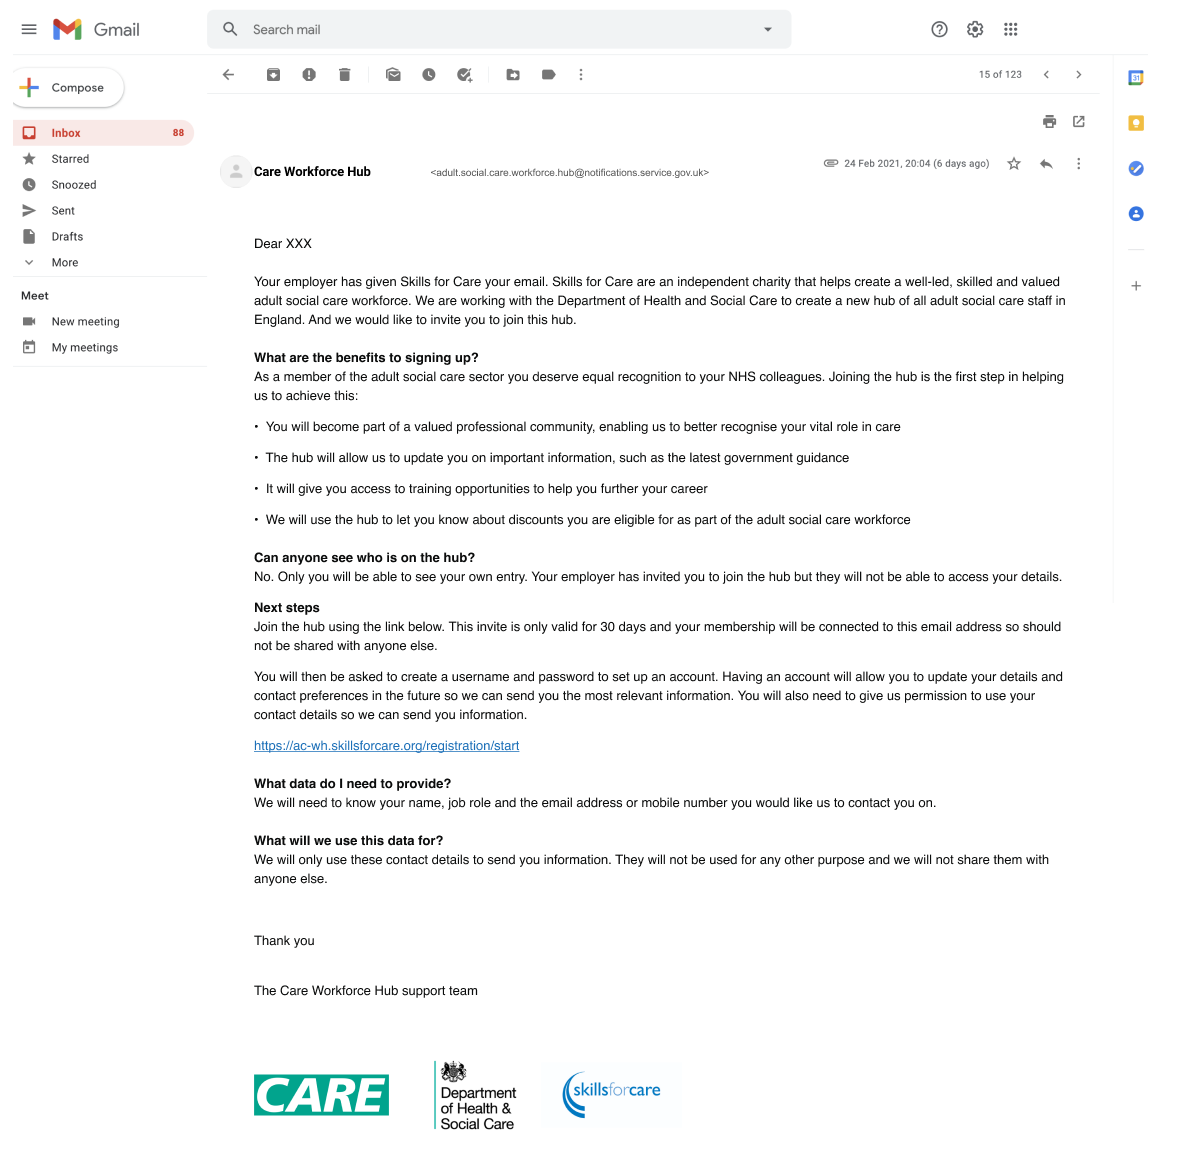 Gmail
Search mail
Compose
15 of 123
31
Inbox 88
Starred
Snoozed
Sent
Drafts
More
Meet
New meeting
My meetings
Care Workforce Hub <adult.social.care.workforce.hub@notifications.service.gov.uk> 24 Feb 2021, 20:04 (6 days ago)
Dear XXX
Your employer has given Skills for Care your email. Skills for Care are an independent charity that helps create a well-led, skilled and valued
adult social care workforce. We are working with the Department of Health and Social Care to create a new hub of all adult social care staff in
England. And we would like to invite you to join this hub.
What are the benefits to signing up?
As a member of the adult social care sector you deserve equal recognition to your NHS colleagues. Joining the hub is the first step in helping
us to achieve this:
• You will become part of a valued professional community, enabling us to better recognise your vital role in care
• The hub will allow us to update you on important information, such as the latest government guidance
• It will give you access to training opportunities to help you further your career
• We will use the hub to let you know about discounts you are eligible for as part of the adult social care workforce
Can anyone see who is on the hub?
No. Only you will be able to see your own entry. Your employer has invited you to join the hub but they will not be able to access your details.
Next steps
Join the hub using the link below. This invite is only valid for 30 days and your membership will be connected to this email address so should
not be shared with anyone else.
You will then be asked to create a username and password to set up an account. Having an account will allow you to update your details and
contact preferences in the future so we can send you the most relevant information. You will also need to give us permission to use your
contact details so we can send you information.
https://ac-wh.skillsforcare.org/registration/start
What data do I need to provide?
We will need to know your name, job role and the email address or mobile number you would like us to contact you on.
What will we use this data for?
We will only use these contact details to send you information. They will not be used for any other purpose and we will not share them with
anyone else.
Thank you
The Care Workforce Hub support team
CARE
Department
of Health &
Social Care
skillsforcare